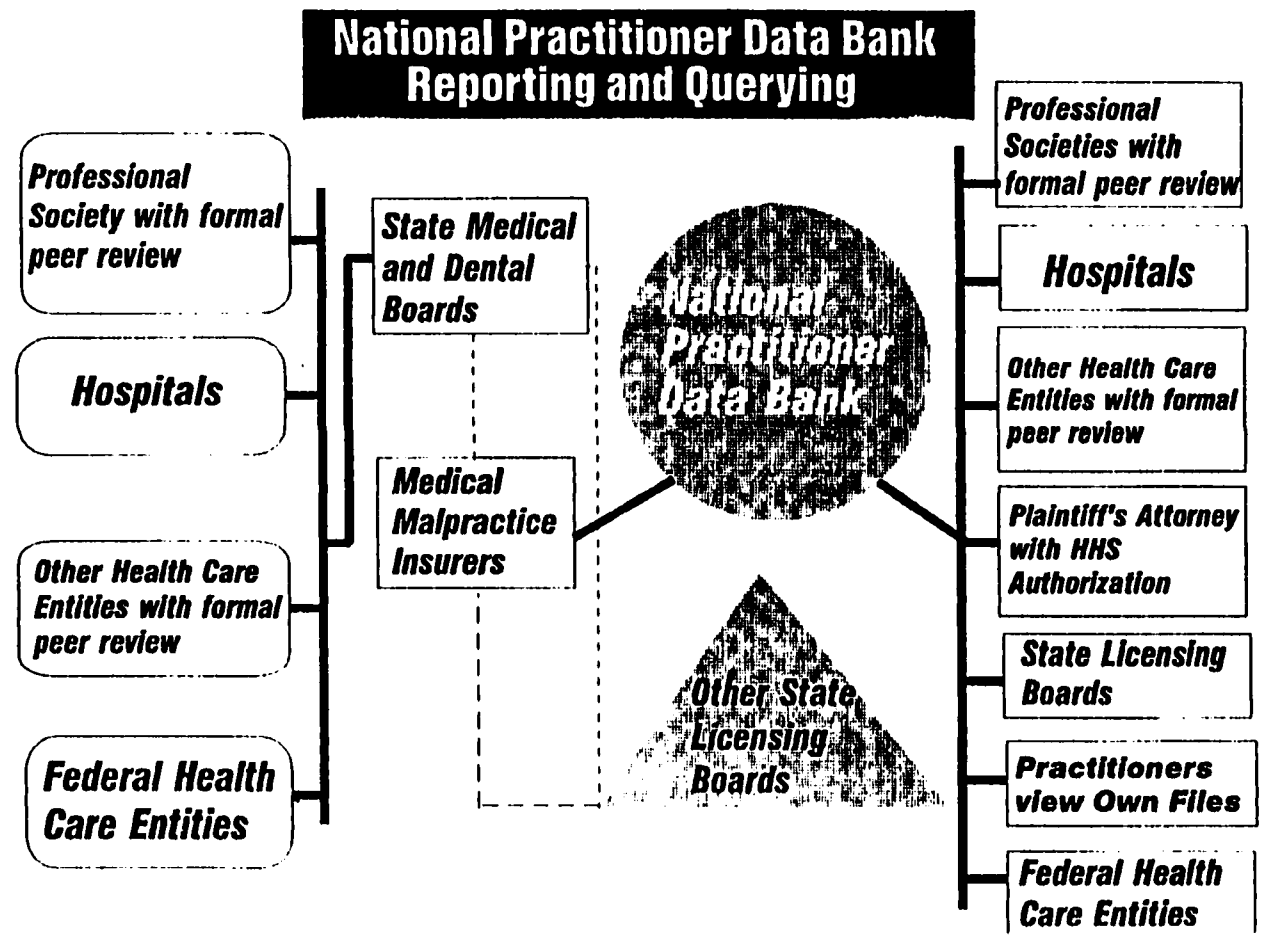 National Practitioner Data Bank
Reporting and Querying
Professional
Society with formal
peer review
Hospitals
Other Health Care
Entities with formal
peer review
Federal Health
Care Entities
State Medical
and Dental
Boards
Medical
Malpractice
Insurers
National
Practitioner
Data Bank
Other State
Licensing
Boards
Professional
Societies with
formal peer review
Hospitals
Other Health Care
Entities with formal
peer review
Plaintiff's Attorney
with HHS
Authorization
State Licensing
Boards
Practitioners
view Own Files
Federal Health
Care Entities